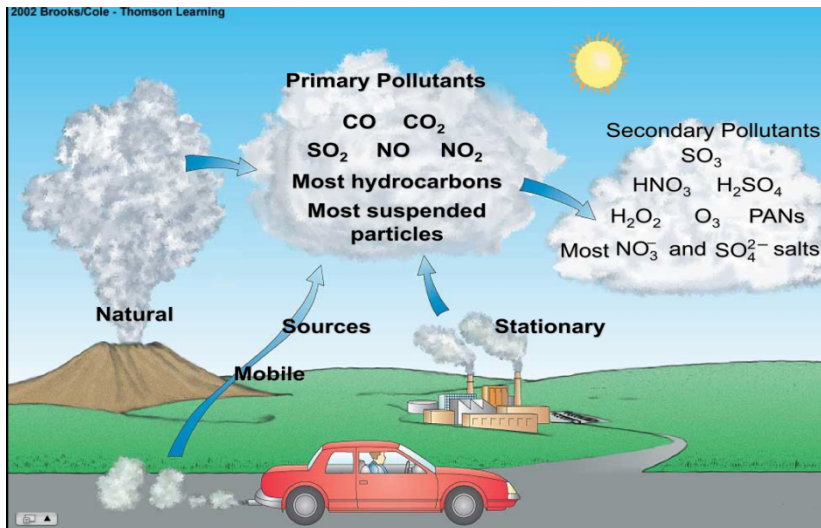 2002 Brooks/Cole - Thomson Learning
Primary Pollutants
CO CO₂
SO₂ NO NO₂
Most hydrocarbons
Most suspended
particles
Secondary Pollutants
SO₃
HNO₃ H₂SO₄
H₂O₂ O₃ PANs
Most NO₃⁻ and SO₄²⁻ salts
Natural
Sources
Stationary
Mobile